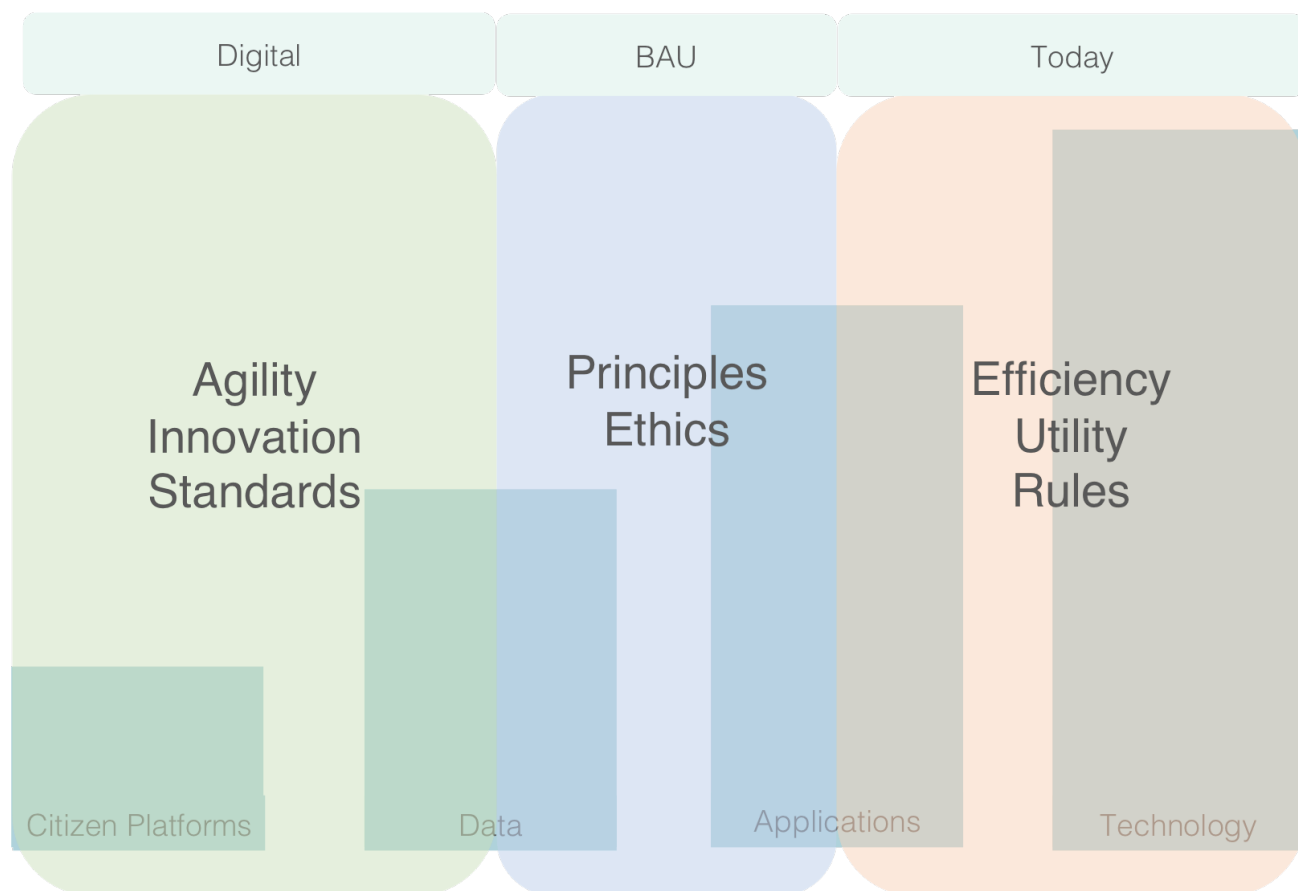 Digital
BAU
Today
Agility
Innovation
Standards
Principles
Ethics
Efficiency
Utility
Rules
Citizen Platforms
Data
Applications
Technology